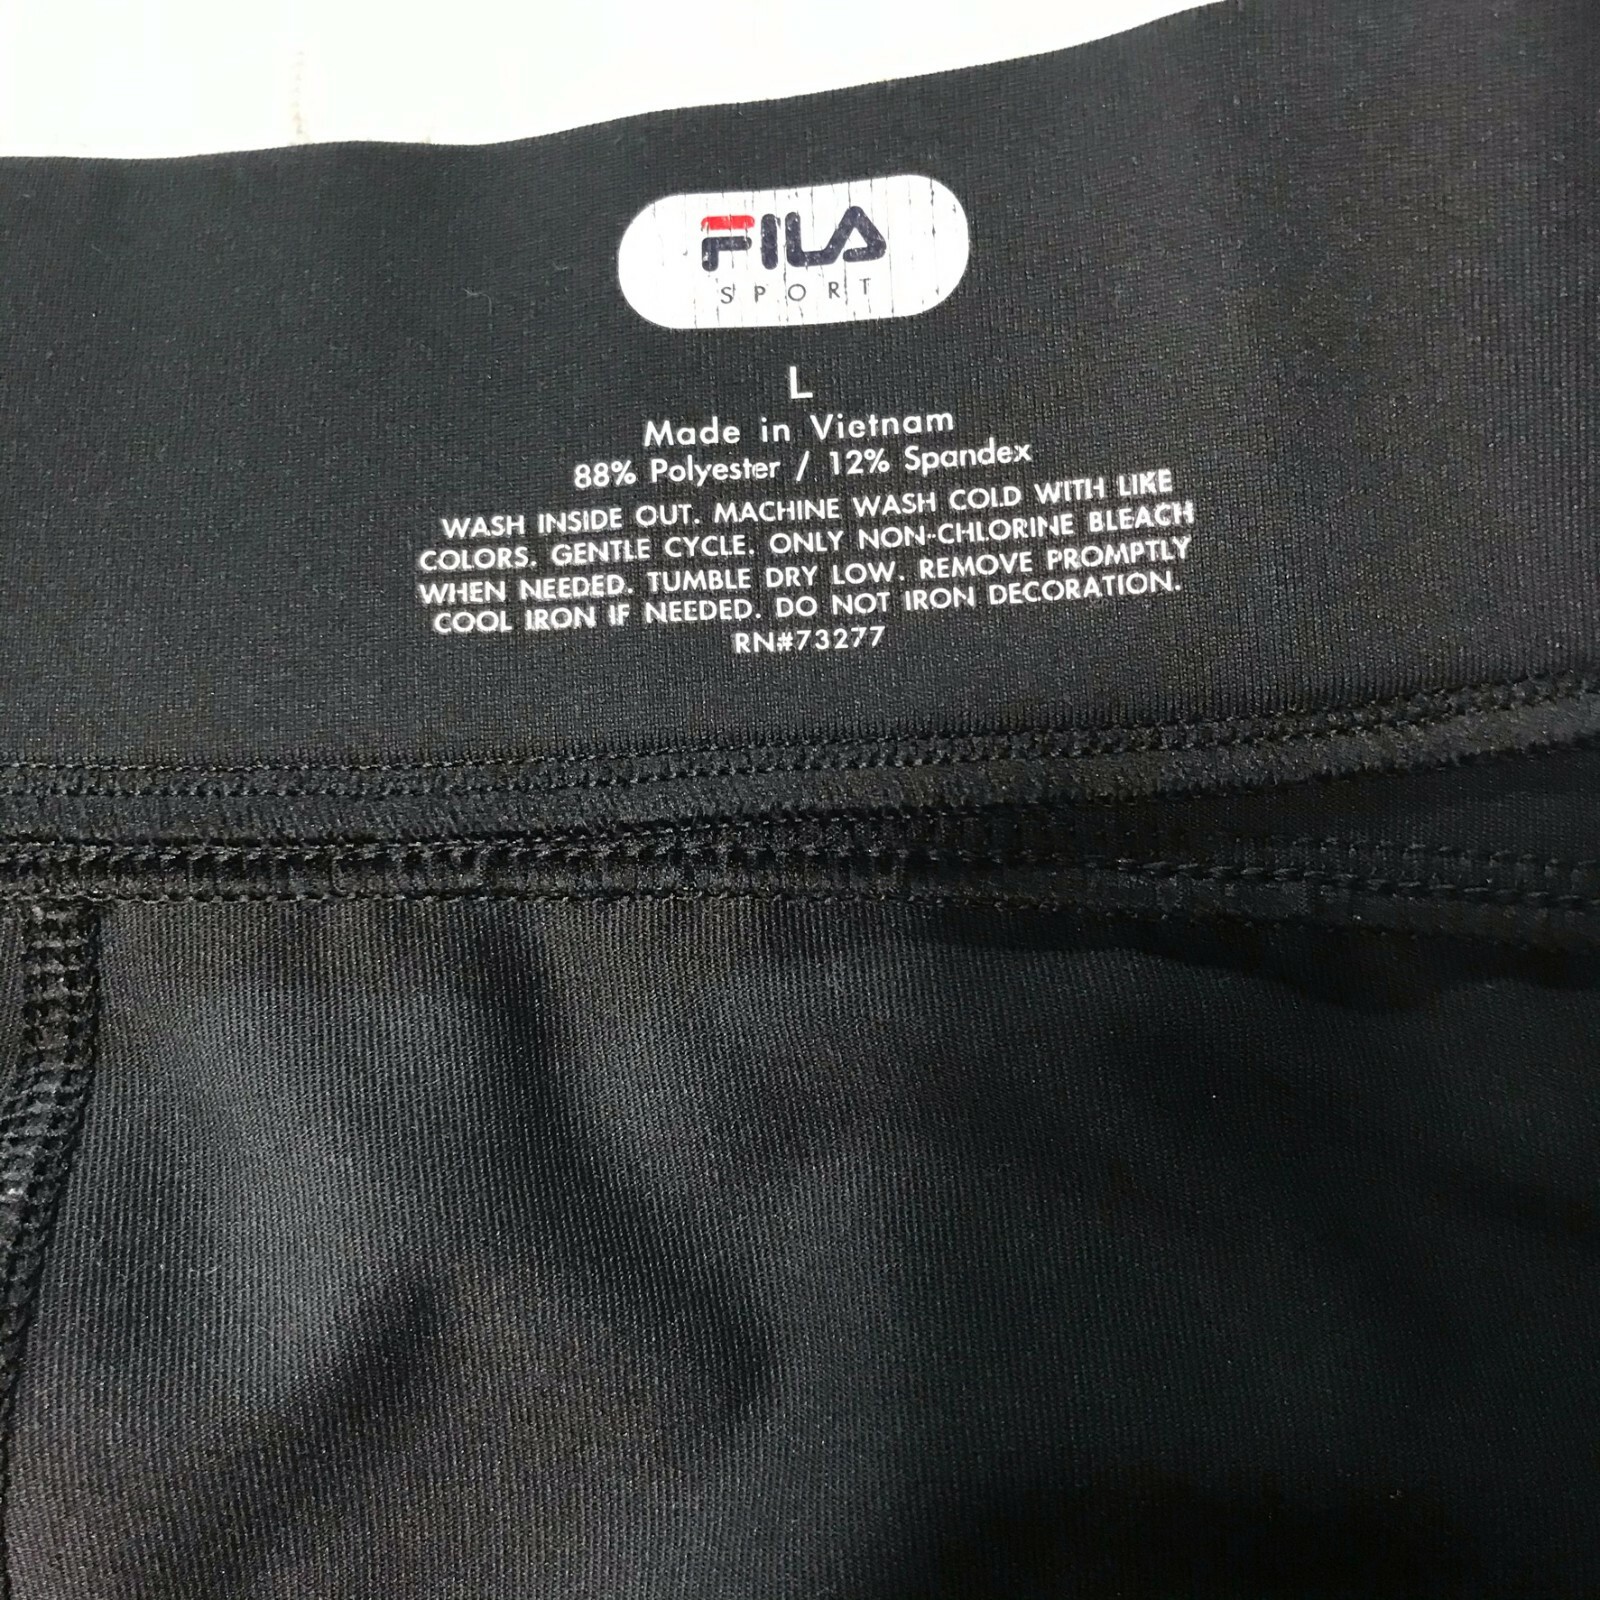 FILA
SPORT
L
Made in Vietnam
88% Polyester / 12% Spandex
WASH INSIDE OUT. MACHINE WASH COLD WITH LIKE
COLORS. GENTLE CYCLE. ONLY NON-CHLORINE BLEACH
WHEN NEEDED. TUMBLE DRY LOW. REMOVE PROMPTLY
COOL IRON IF NEEDED. DO NOT IRON DECORATION.
RN#73277